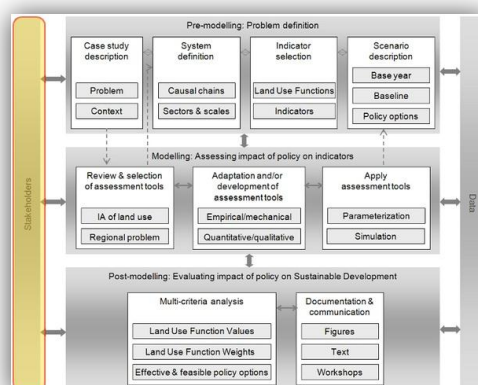 Stakeholders
Pre-modelling: Problem definition
Case study
description
Problem
Context
System
definition
Causal chains
Sectors & scales
Indicator
selection
Land Use Functions
Indicators
Scenario
description
Base year
Baseline
Policy options
Modelling: Assessing impact of policy on indicators
Review & selection
of assessment tools
IA of land use
Regional problem
Adaptation and/or
development of
assessment tools
Empirical/mechanical
Quantitative/qualitative
Apply
assessment tools
Parameterization
Simulation
Post-modelling: Evaluating impact of policy on Sustainable Development
Multi-criteria analysis
Land Use Function Values
Land Use Function Weights
Effective & feasible policy options
Documentation &
communication
Figures
Text
Workshops
Data